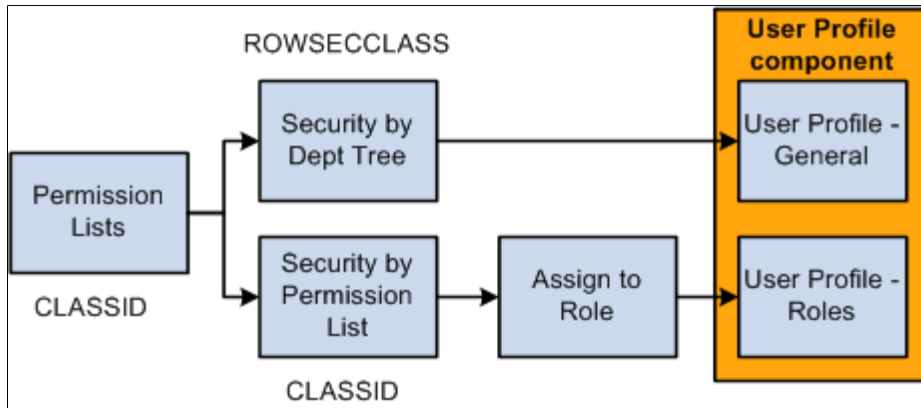 ROWSECCLASS
User Profile
component
Security by
Dept Tree
User Profile -
General
Permission
Lists
CLASSID
Security by
Permission
List
Assign to
Role
User Profile -
Roles
CLASSID